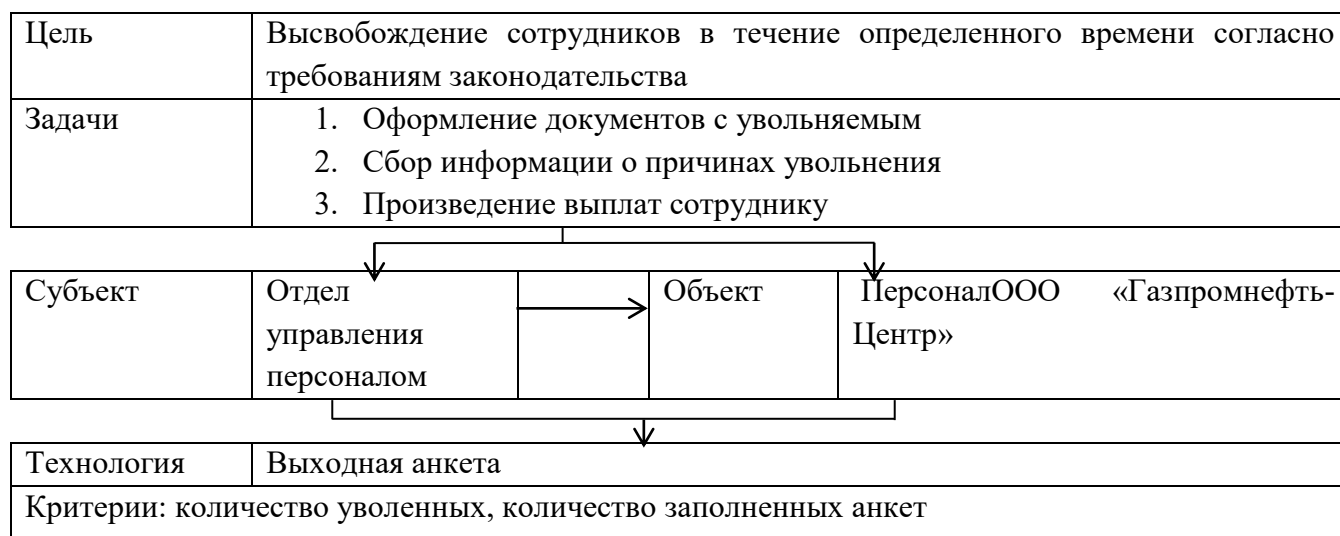 Цель Высвобождение сотрудников в течение определенного времени согласно
требованиям законодательства
Задачи 1. Оформление документов с увольняемым
2. Сбор информации о причинах увольнения
3. Произведение выплат сотруднику
Субъект Отдел Объект ПерсоналООО «Газпромнефть-
управления Центр»
персоналом
Технология Выходная анкета
Критерии: количество уволенных, количество заполненных анкет